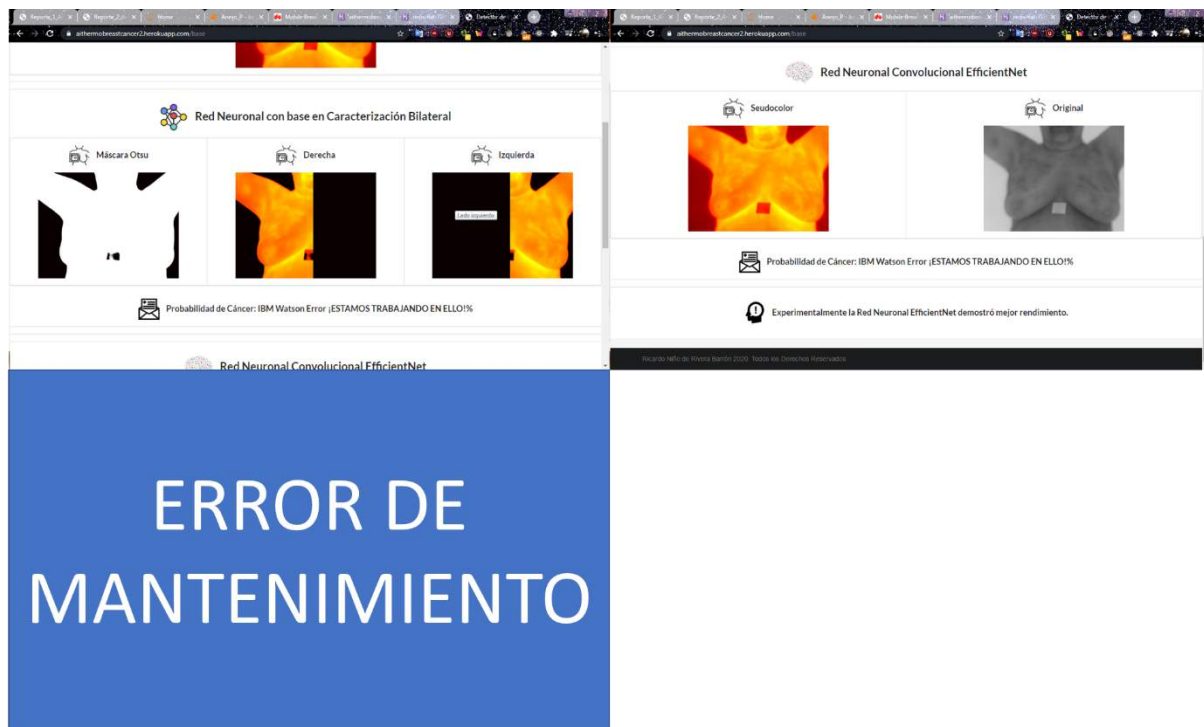 aithermobreastcancer2.herokuapp.com/base
Red Neuronal con base en Caracterización Bilateral
Máscara Otsu
Derecha
Izquierda
Lado izquierdo
Probabilidad de Cáncer: IBM Watson Error ¡ESTAMOS TRABAJANDO EN ELLO!%
Red Neuronal Convolucional EfficientNet
aithermobreastcancer2.herokuapp.com/base
Red Neuronal Convolucional EfficientNet
Seudocolor
Original
Probabilidad de Cáncer: IBM Watson Error ¡ESTAMOS TRABAJANDO EN ELLO!%
Experimentalmente la Red Neuronal EfficientNet demostró mejor rendimiento.
Ricardo Niño de Rivera Barrón 2020. Todos los Derechos Reservados
ERROR DE
MANTENIMIENTO